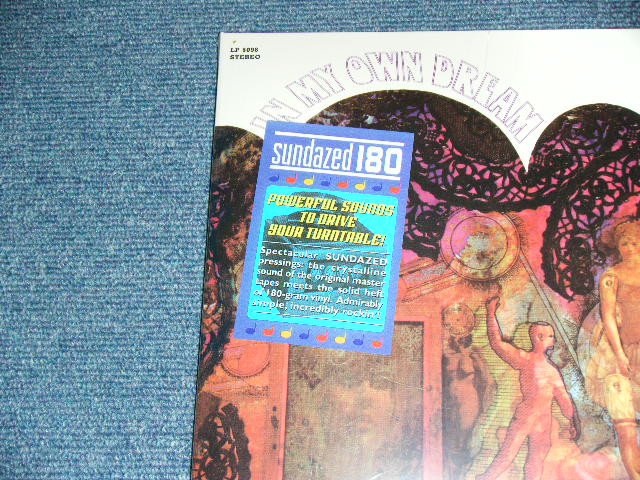 LP 5096
STEREO
IN MY OWN DREAM
sundazed 180
POWERFUL SOUNDS
TO DRIVE
YOUR TURNTABLE!
Spectacular SUNDAZED
pressings: the crystalline
sound of the original master
tapes meets the solid heft
of 180-gram vinyl. Admirably
simple, incredibly rockin'!